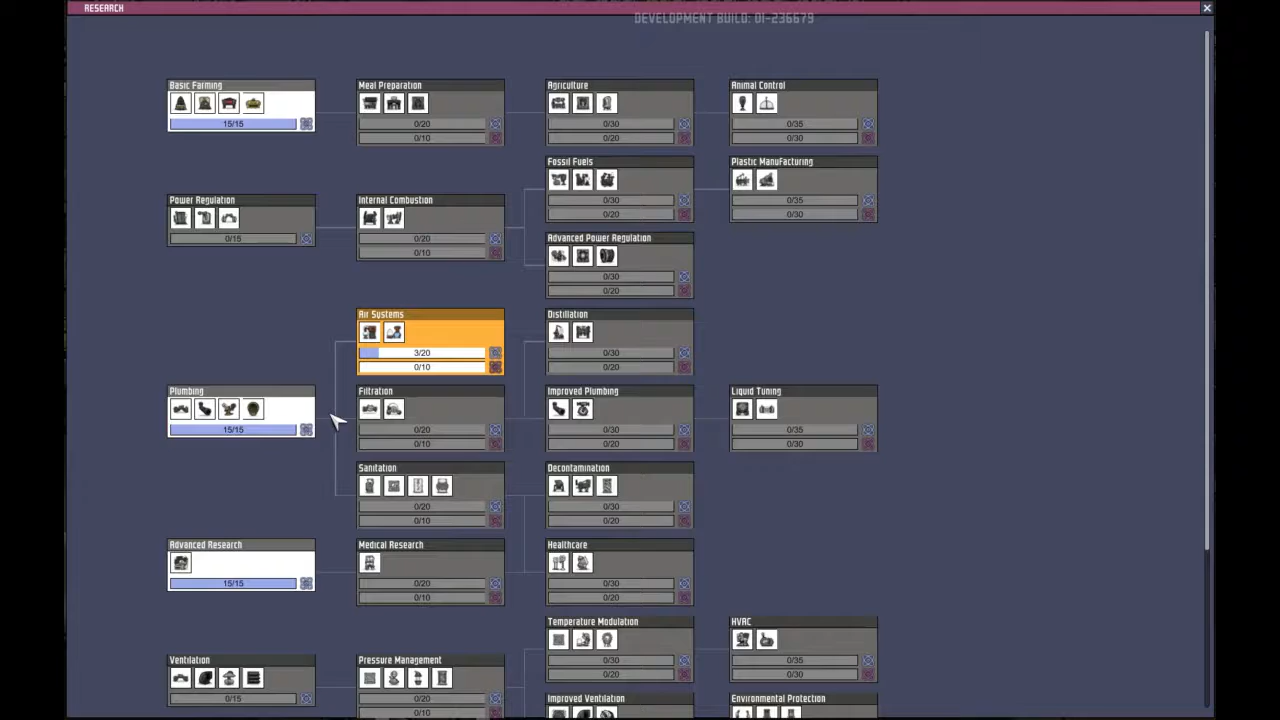 RESEARCH
DEVELOPMENT BUILD: OI-236679
Basic Farming
15/15
Meal Preparation
0/20
0/10
Agriculture
0/30
0/20
Animal Control
0/35
0/30
Fossil Fuels
0/30
0/20
Plastic Manufacturing
0/35
0/30
Power Regulation
0/15
Internal Combustion
0/20
0/10
Advanced Power Regulation
0/30
0/20
Air Systems
3/20
0/10
Distillation
0/30
0/20
Plumbing
15/15
Filtration
0/20
0/10
Improved Plumbing
0/30
0/20
Liquid Tuning
0/35
0/30
Sanitation
0/20
0/10
Decontamination
0/30
0/20
Advanced Research
15/15
Medical Research
0/20
0/10
Healthcare
0/30
0/20
Temperature Modulation
0/30
0/20
HVAC
0/35
0/30
Ventilation
0/15
Pressure Management
0/20
0/10
Improved Ventilation
Environmental Protection